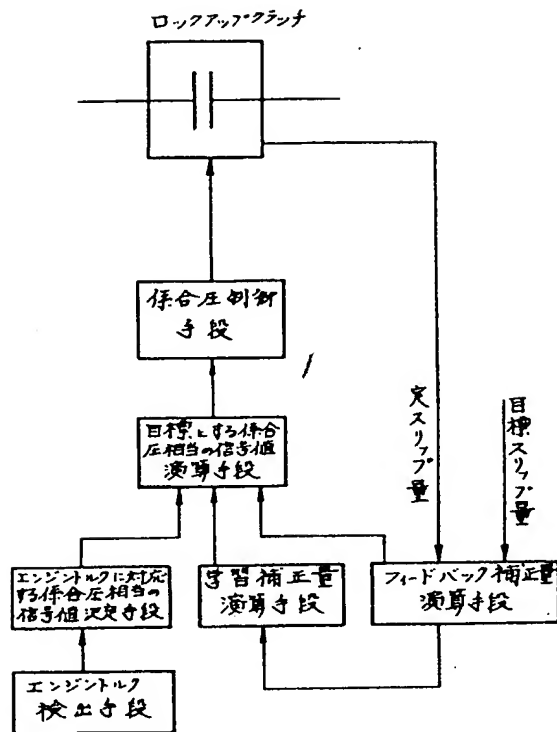 ロックアップクラッチ
係合圧制御
手段
目標にする係合
圧相当の信号値
演算手段
定スリップ量
目標スリップ量
エンジントルクに対応
する係合圧相当の
信号値決定手段
学習補正量
演算手段
フィードバック補正量
演算手段
エンジントルク
検出手段